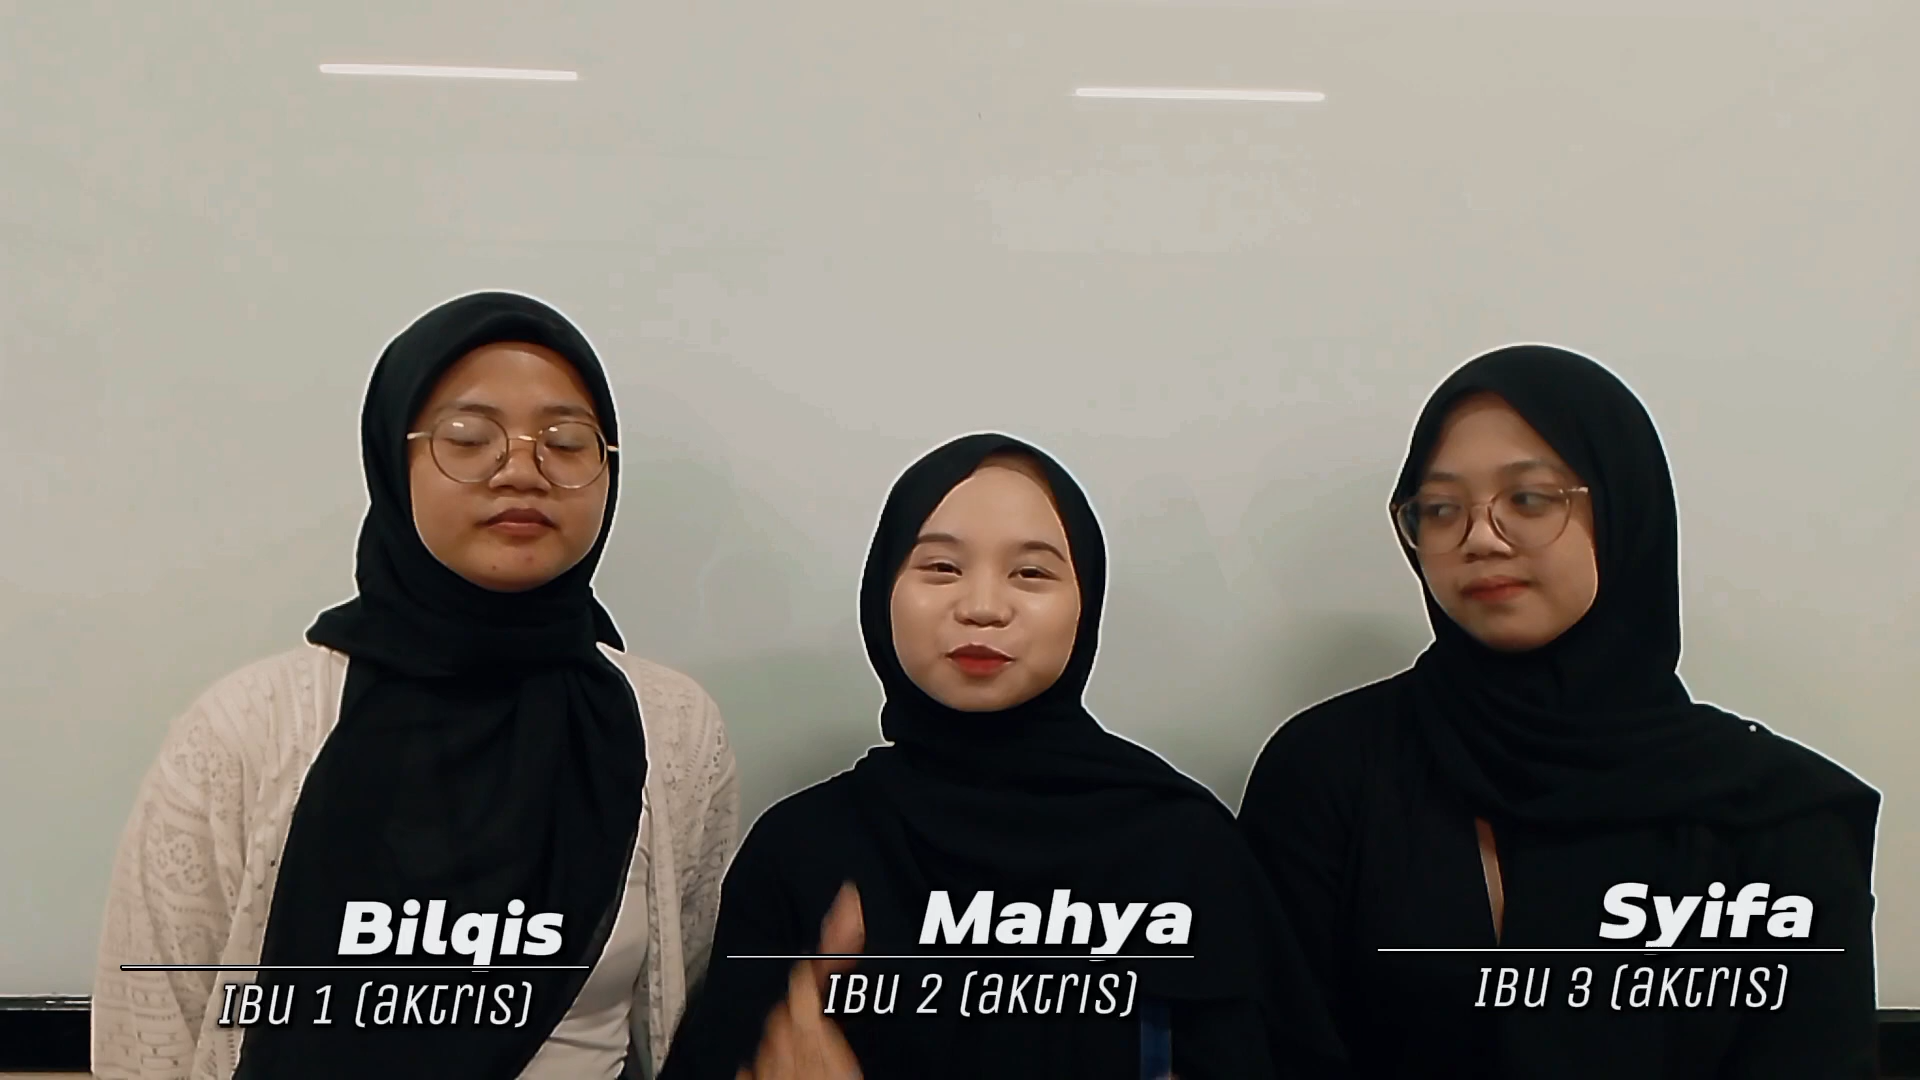 Bilqis
IBU 1 (aktris)
Mahya
IBU 2 (aktris)
Syifa
IBU 3 (aktris)